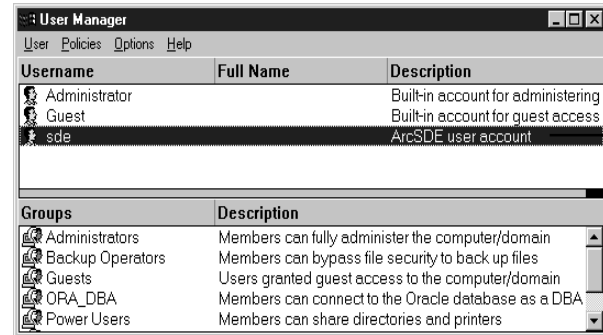 User Manager
User Policies Options Help
Username Full Name Description
Administrator Built-in account for administering
Guest Built-in account for guest access
sde ArcSDE user account
Groups Description
Administrators Members can fully administer the computer/domain
Backup Operators Members can bypass file security to back up files
Guests Users granted guest access to the computer/domain
ORA_DBA Members can connect to the Oracle database as a DBA
Power Users Members can share directories and printers